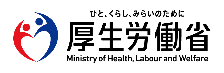 ひと、くらし、みらいのために
厚生労働省
Ministry of Health, Labour and Welfare